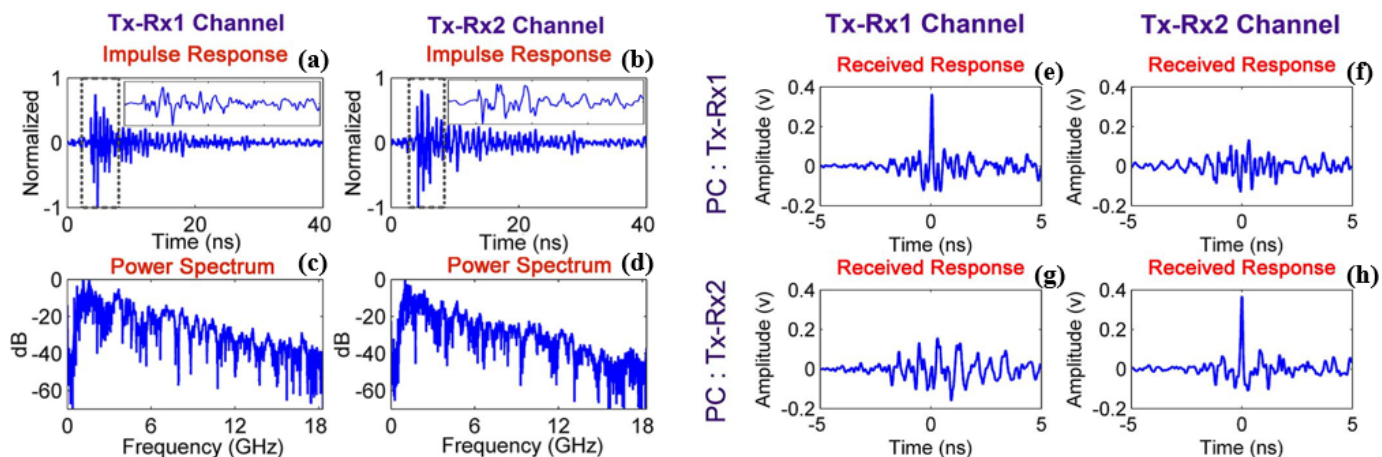 Tx-Rx1 Channel
Tx-Rx2 Channel
Impulse Response (a)
Impulse Response (b)
1
0
-1
Normalized
0 20 40
Time (ns)
1
0
-1
Normalized
0 20 40
Time (ns)
Power Spectrum (c)
Power Spectrum (d)
0
-20
-40
-60
dB
0 6 12 18
Frequency (GHz)
0
-20
-40
-60
dB
0 6 12 18
Frequency (GHz)
Tx-Rx1 Channel
Tx-Rx2 Channel
PC : Tx-Rx1
Received Response (e)
Received Response (f)
0.4
0.2
0
-0.2
Amplitude (v)
-5 0 5
Time (ns)
0.4
0.2
0
-0.2
Amplitude (v)
-5 0 5
Time (ns)
PC : Tx-Rx2
Received Response (g)
Received Response (h)
0.4
0.2
0
-0.2
Amplitude (v)
-5 0 5
Time (ns)
0.4
0.2
0
-0.2
Amplitude (v)
-5 0 5
Time (ns)